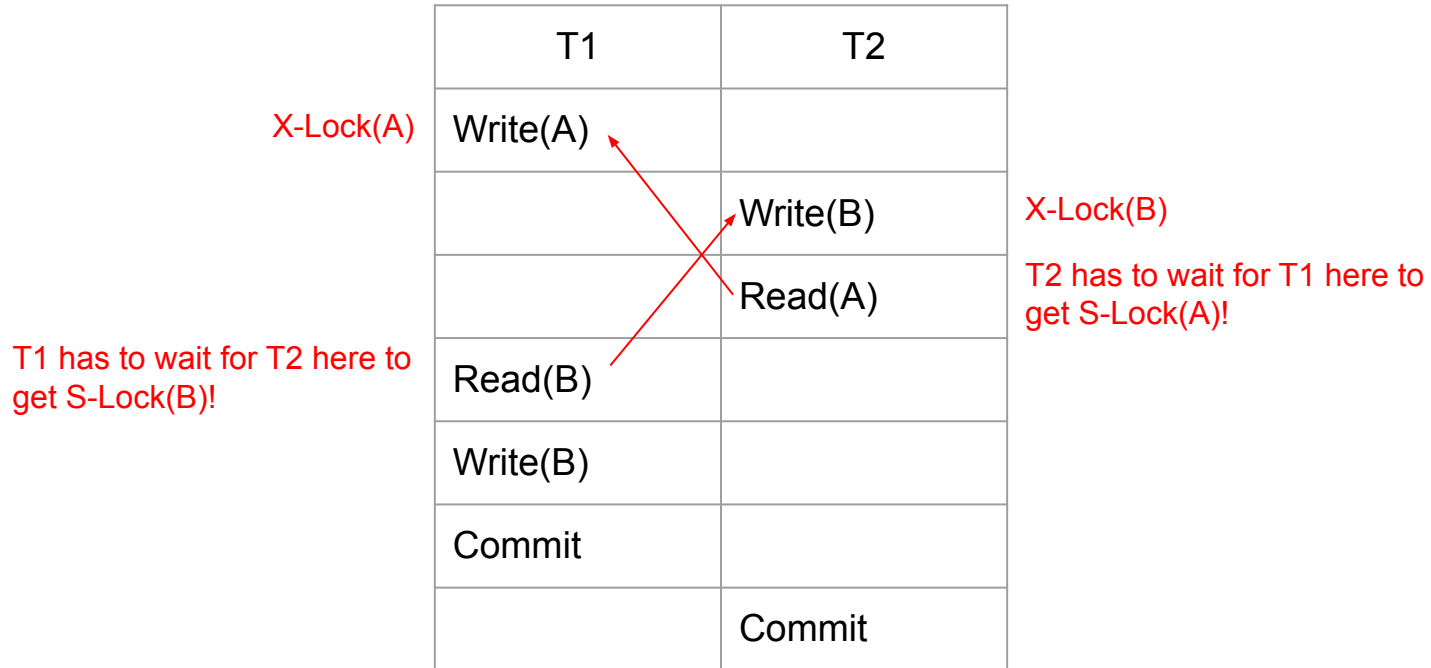 T1 T2
X-Lock(A) Write(A)
Write(B) X-Lock(B)
Read(A) T2 has to wait for T1 here to
get S-Lock(A)!
T1 has to wait for T2 here to
get S-Lock(B)!
Read(B)
Write(B)
Commit
Commit